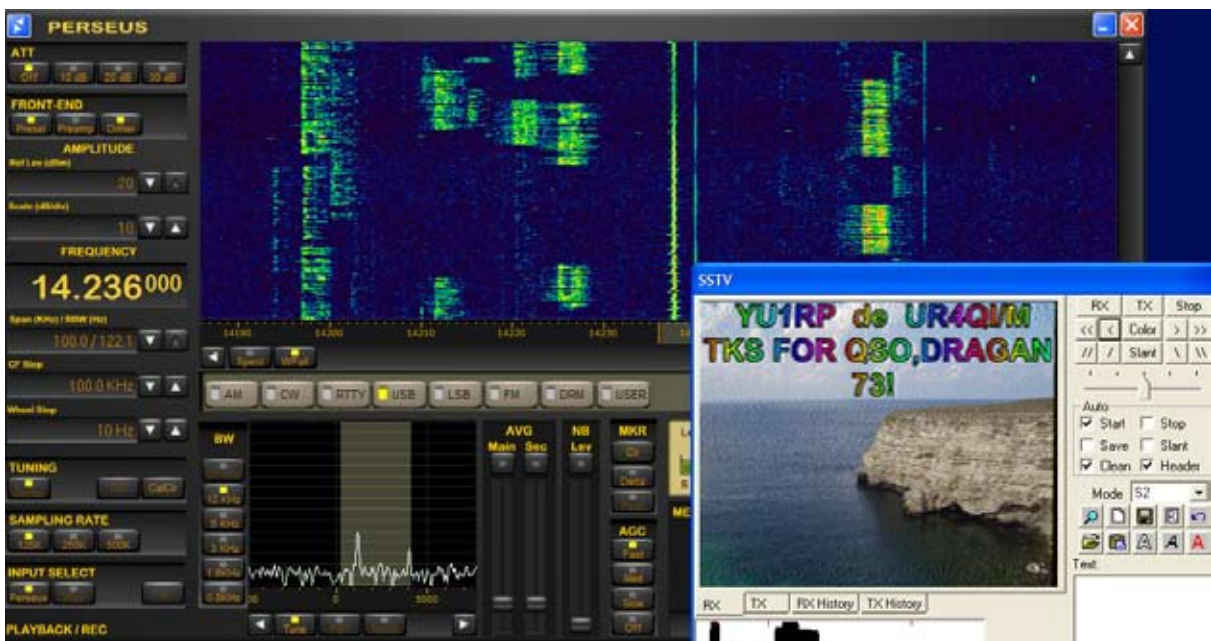 PERSEUS
ATT
Off 10 dB 20 dB 30 dB
FRONT-END
Presel Preamp Dither
AMPLITUDE
Ref Lev (dBm)
20
Scale (dB/div)
10
FREQUENCY
14.236000
Span (KHz) / RBW (Hz)
100.0 / 122.1
CF Step
100.0 KHz
Wheel Step
10 Hz
TUNING
CalCtr
SAMPLING RATE
125K 250K 500K
INPUT SELECT
Perseus
PLAYBACK / REC
14190 14200 14210 14220 14230
Spect WFall
AM CW RTTY USB LSB FM DRM USER
BW
12 KHz
6 KHz
3 KHz
1.6KHz
0.8KHz
0 3000
AVG
Main Sec
NB
Lev
MKR
Clr
Delta
AGC
Fast
Med
Slow
Off
SSTV
YU1RP de UR4QI/M
TKS FOR QSO,DRAGAN
73!
RX TX RX History TX History
RX TX Stop
<< < Color > >>
// / Slant \ \\
Auto
Start Stop
Save Slant
Clean Header
Mode S2
Text